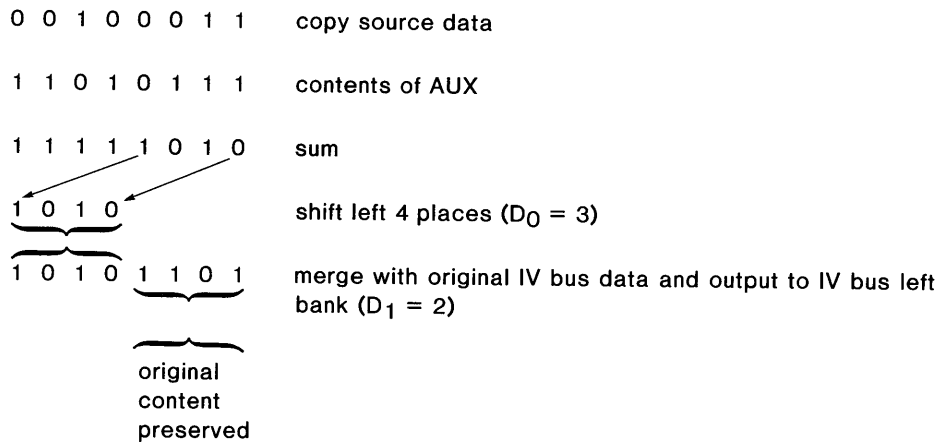 0 0 1 0 0 0 1 1 copy source data
1 1 0 1 0 1 1 1 contents of AUX
1 1 1 1 1 0 1 0 sum
1 0 1 0 shift left 4 places (D0 = 3)
1 0 1 0 1 1 0 1 merge with original IV bus data and output to IV bus left
bank (D1 = 2)
original
content
preserved